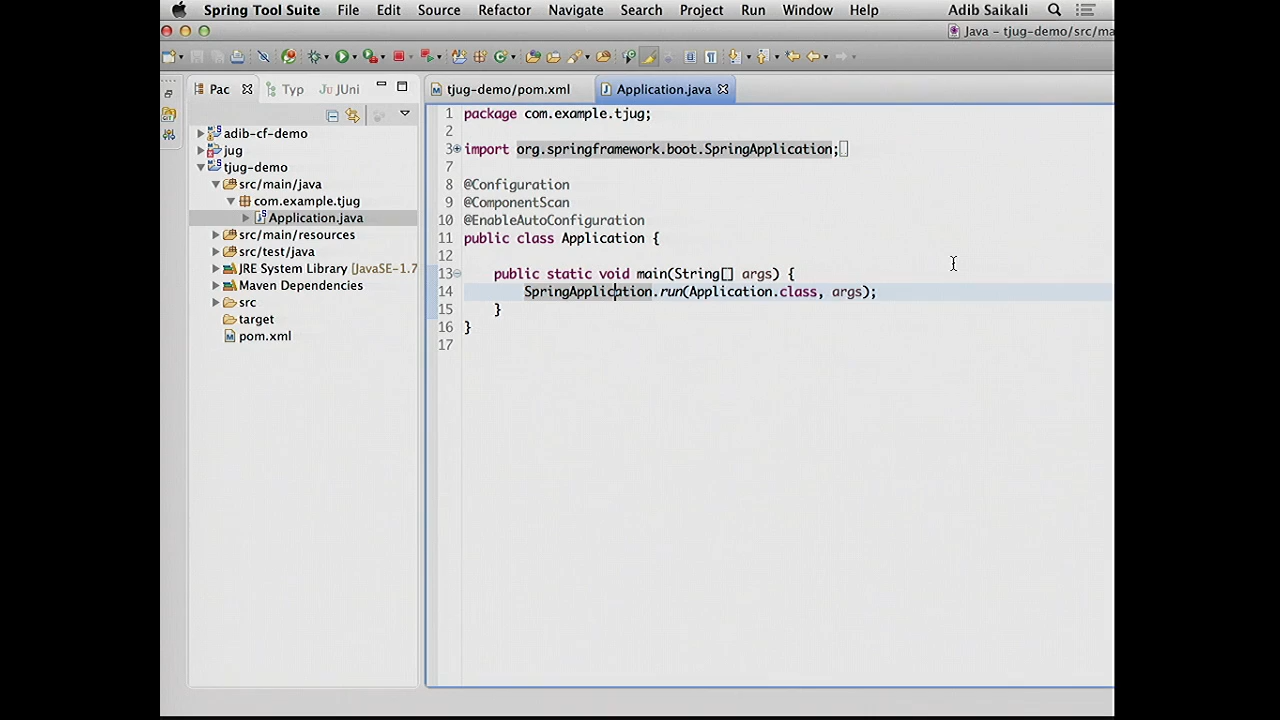 Spring Tool Suite File Edit Source Refactor Navigate Search Project Run Window Help Adib Saikali
Java - tjug-demo/src/ma
Pac Typ JUni
tjug-demo/pom.xml Application.java
adib-cf-demo
jug
tjug-demo
src/main/java
com.example.tjug
Application.java
src/main/resources
src/test/java
JRE System Library [JavaSE-1.7
Maven Dependencies
src
target
pom.xml
1 package com.example.tjug;
2
3 import org.springframework.boot.SpringApplication;
7
8 @Configuration
9 @ComponentScan
10 @EnableAutoConfiguration
11 public class Application {
12
13 public static void main(String[] args) {
14 SpringApplication.run(Application.class, args);
15 }
16 }
17